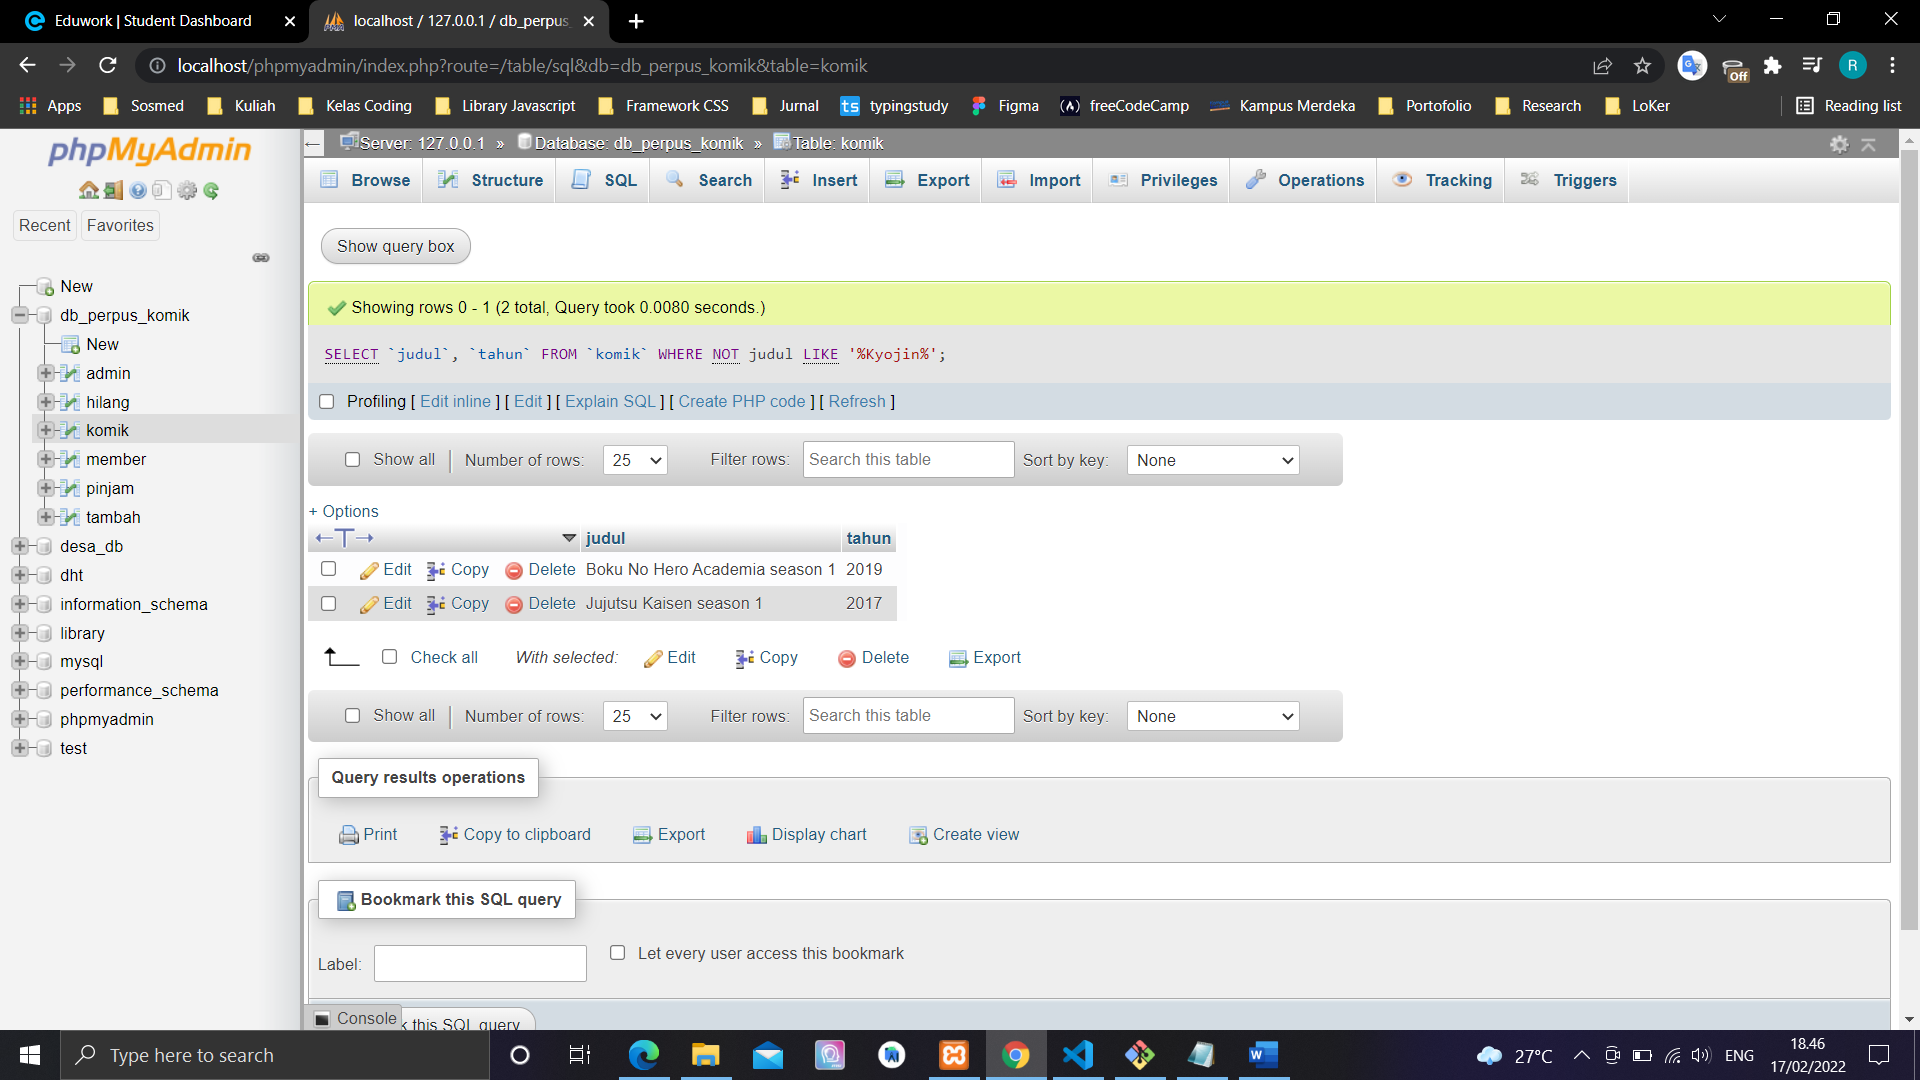 Eduwork | Student Dashboard
localhost / 127.0.0.1 / db_perpus_
localhost/phpmyadmin/index.php?route=/table/sql&db=db_perpus_komik&table=komik
Off
R
Apps Sosmed Kuliah Kelas Coding Library Javascript Framework CSS Jurnal ts typingstudy Figma (A) freeCodeCamp Kampus Merdeka Portofolio Research LoKer Reading list
phpMyAdmin
Recent Favorites
New
db_perpus_komik
New
admin
hilang
komik
member
pinjam
tambah
desa_db
dht
information_schema
library
mysql
performance_schema
phpmyadmin
test
Server: 127.0.0.1 » Database: db_perpus_komik » Table: komik
Browse Structure SQL Search Insert Export Import Privileges Operations Tracking Triggers
Show query box
Showing rows 0 - 1 (2 total, Query took 0.0080 seconds.)
SELECT `judul`, `tahun` FROM `komik` WHERE NOT judul LIKE '%Kyojin%';
Profiling [ Edit inline ] [ Edit ] [ Explain SQL ] [ Create PHP code ] [ Refresh ]
Show all | Number of rows: 25 Filter rows: Search this table Sort by key: None
+ Options
←T→ judul tahun
Edit Copy Delete Boku No Hero Academia season 1 2019
Edit Copy Delete Jujutsu Kaisen season 1 2017
Check all With selected: Edit Copy Delete Export
Show all | Number of rows: 25 Filter rows: Search this table Sort by key: None
Query results operations
Print Copy to clipboard Export Display chart Create view
Bookmark this SQL query
Label: Let every user access this bookmark
Console k this SQL query
Type here to search
27°C ENG
18.46
17/02/2022